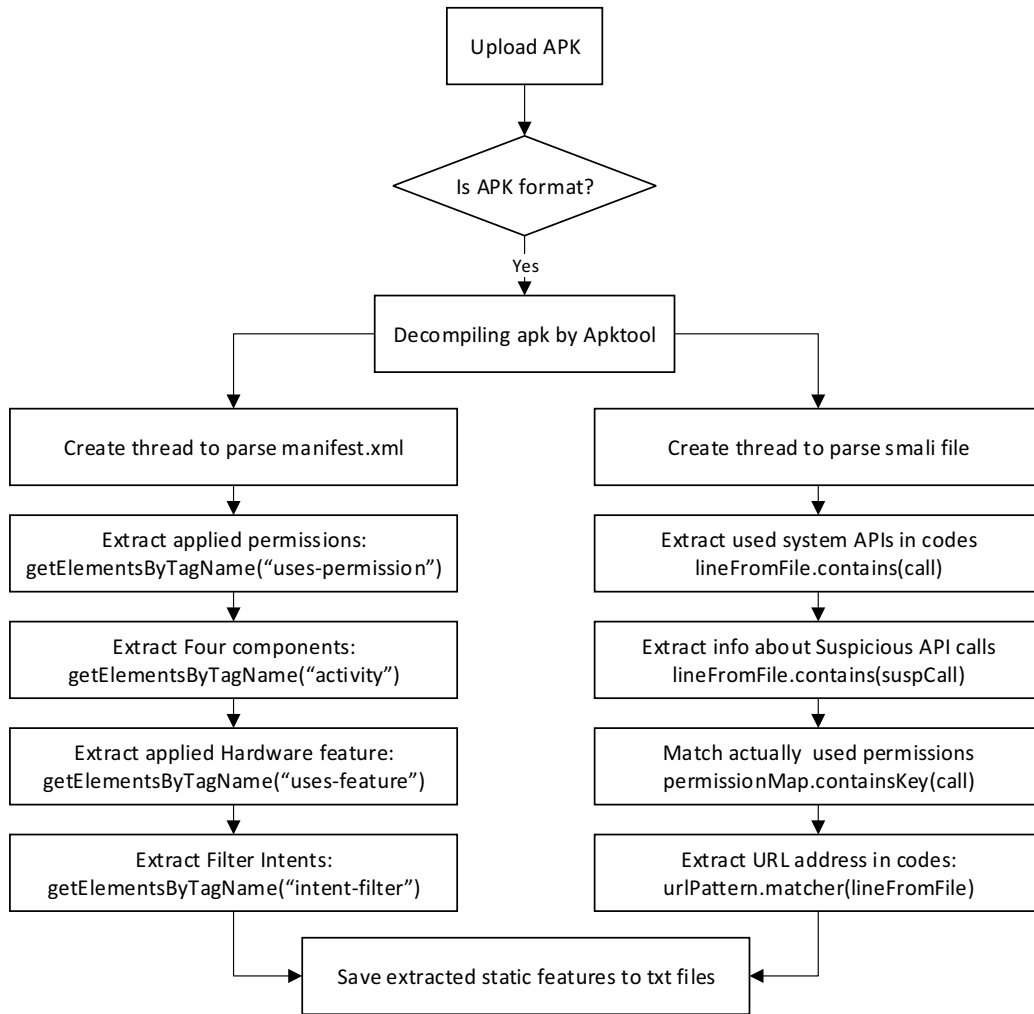 Upload APK
Is APK format?
Yes
Decompiling apk by Apktool
Create thread to parse manifest.xml
Extract applied permissions:
getElementsByTagName(“uses-permission”)
Extract Four components:
getElementsByTagName(“activity”)
Extract applied Hardware feature:
getElementsByTagName(“uses-feature”)
Extract Filter Intents:
getElementsByTagName(“intent-filter”)
Create thread to parse smali file
Extract used system APIs in codes
lineFromFile.contains(call)
Extract info about Suspicious API calls
lineFromFile.contains(suspCall)
Match actually used permissions
permissionMap.containsKey(call)
Extract URL address in codes:
urlPattern.matcher(lineFromFile)
Save extracted static features to txt files